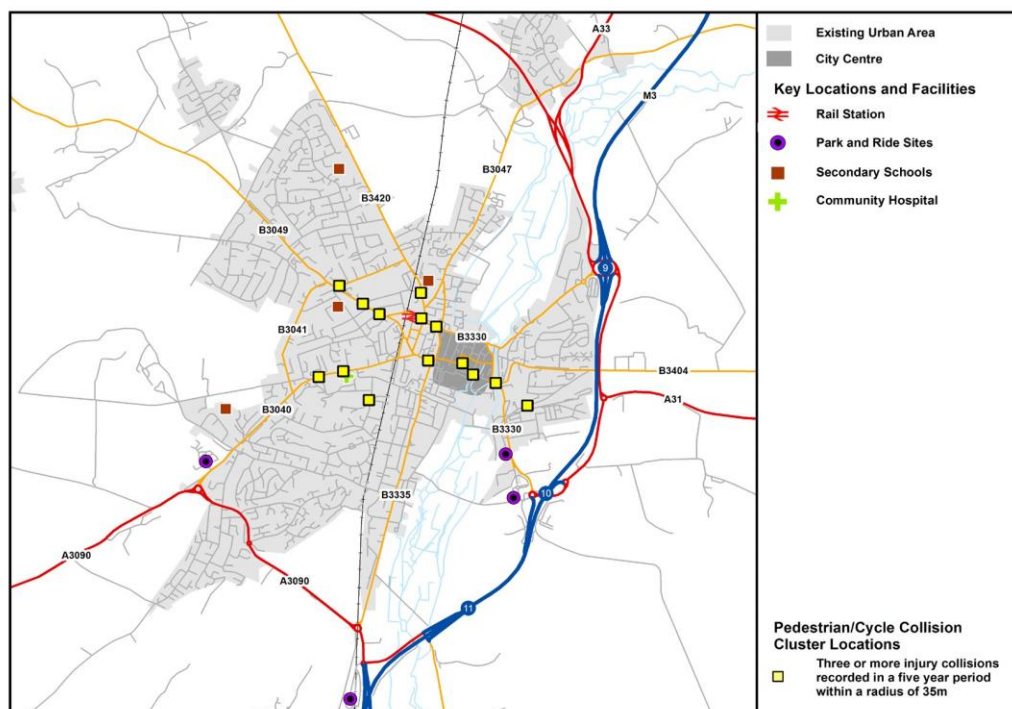 A33
M3
B3047
B3420
B3049
9
B3041
B3330
B3404
A31
B3040
B3330
B3335
10
A3090
A3090
11
Existing Urban Area
City Centre
Key Locations and Facilities
Rail Station
Park and Ride Sites
Secondary Schools
Community Hospital
Pedestrian/Cycle Collision
Cluster Locations
Three or more injury collisions
recorded in a five year period
within a radius of 35m